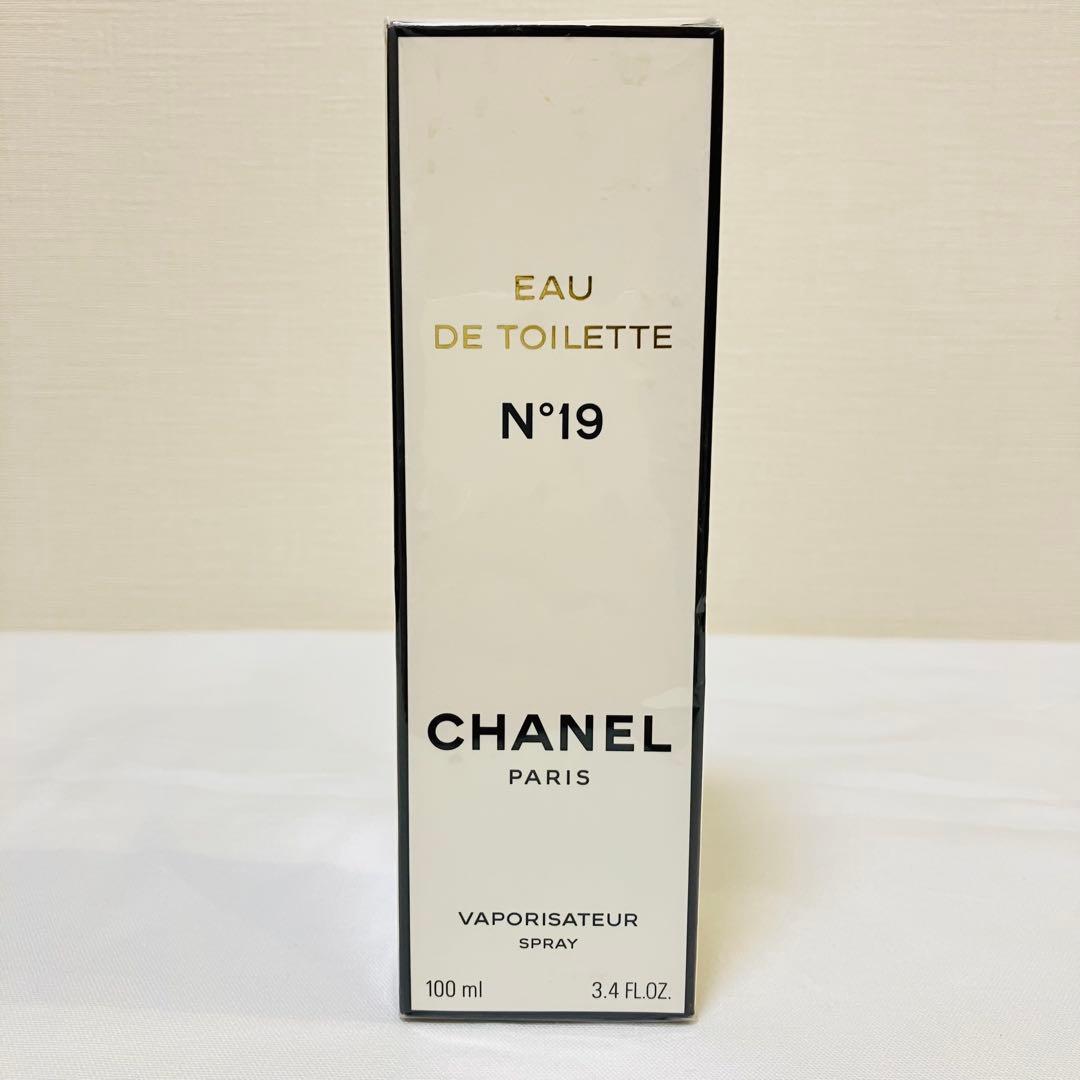 EAU
DE TOILETTE
N°19
CHANEL
PARIS
VAPORISATEUR
SPRAY
100 ml 3.4 FL.OZ.